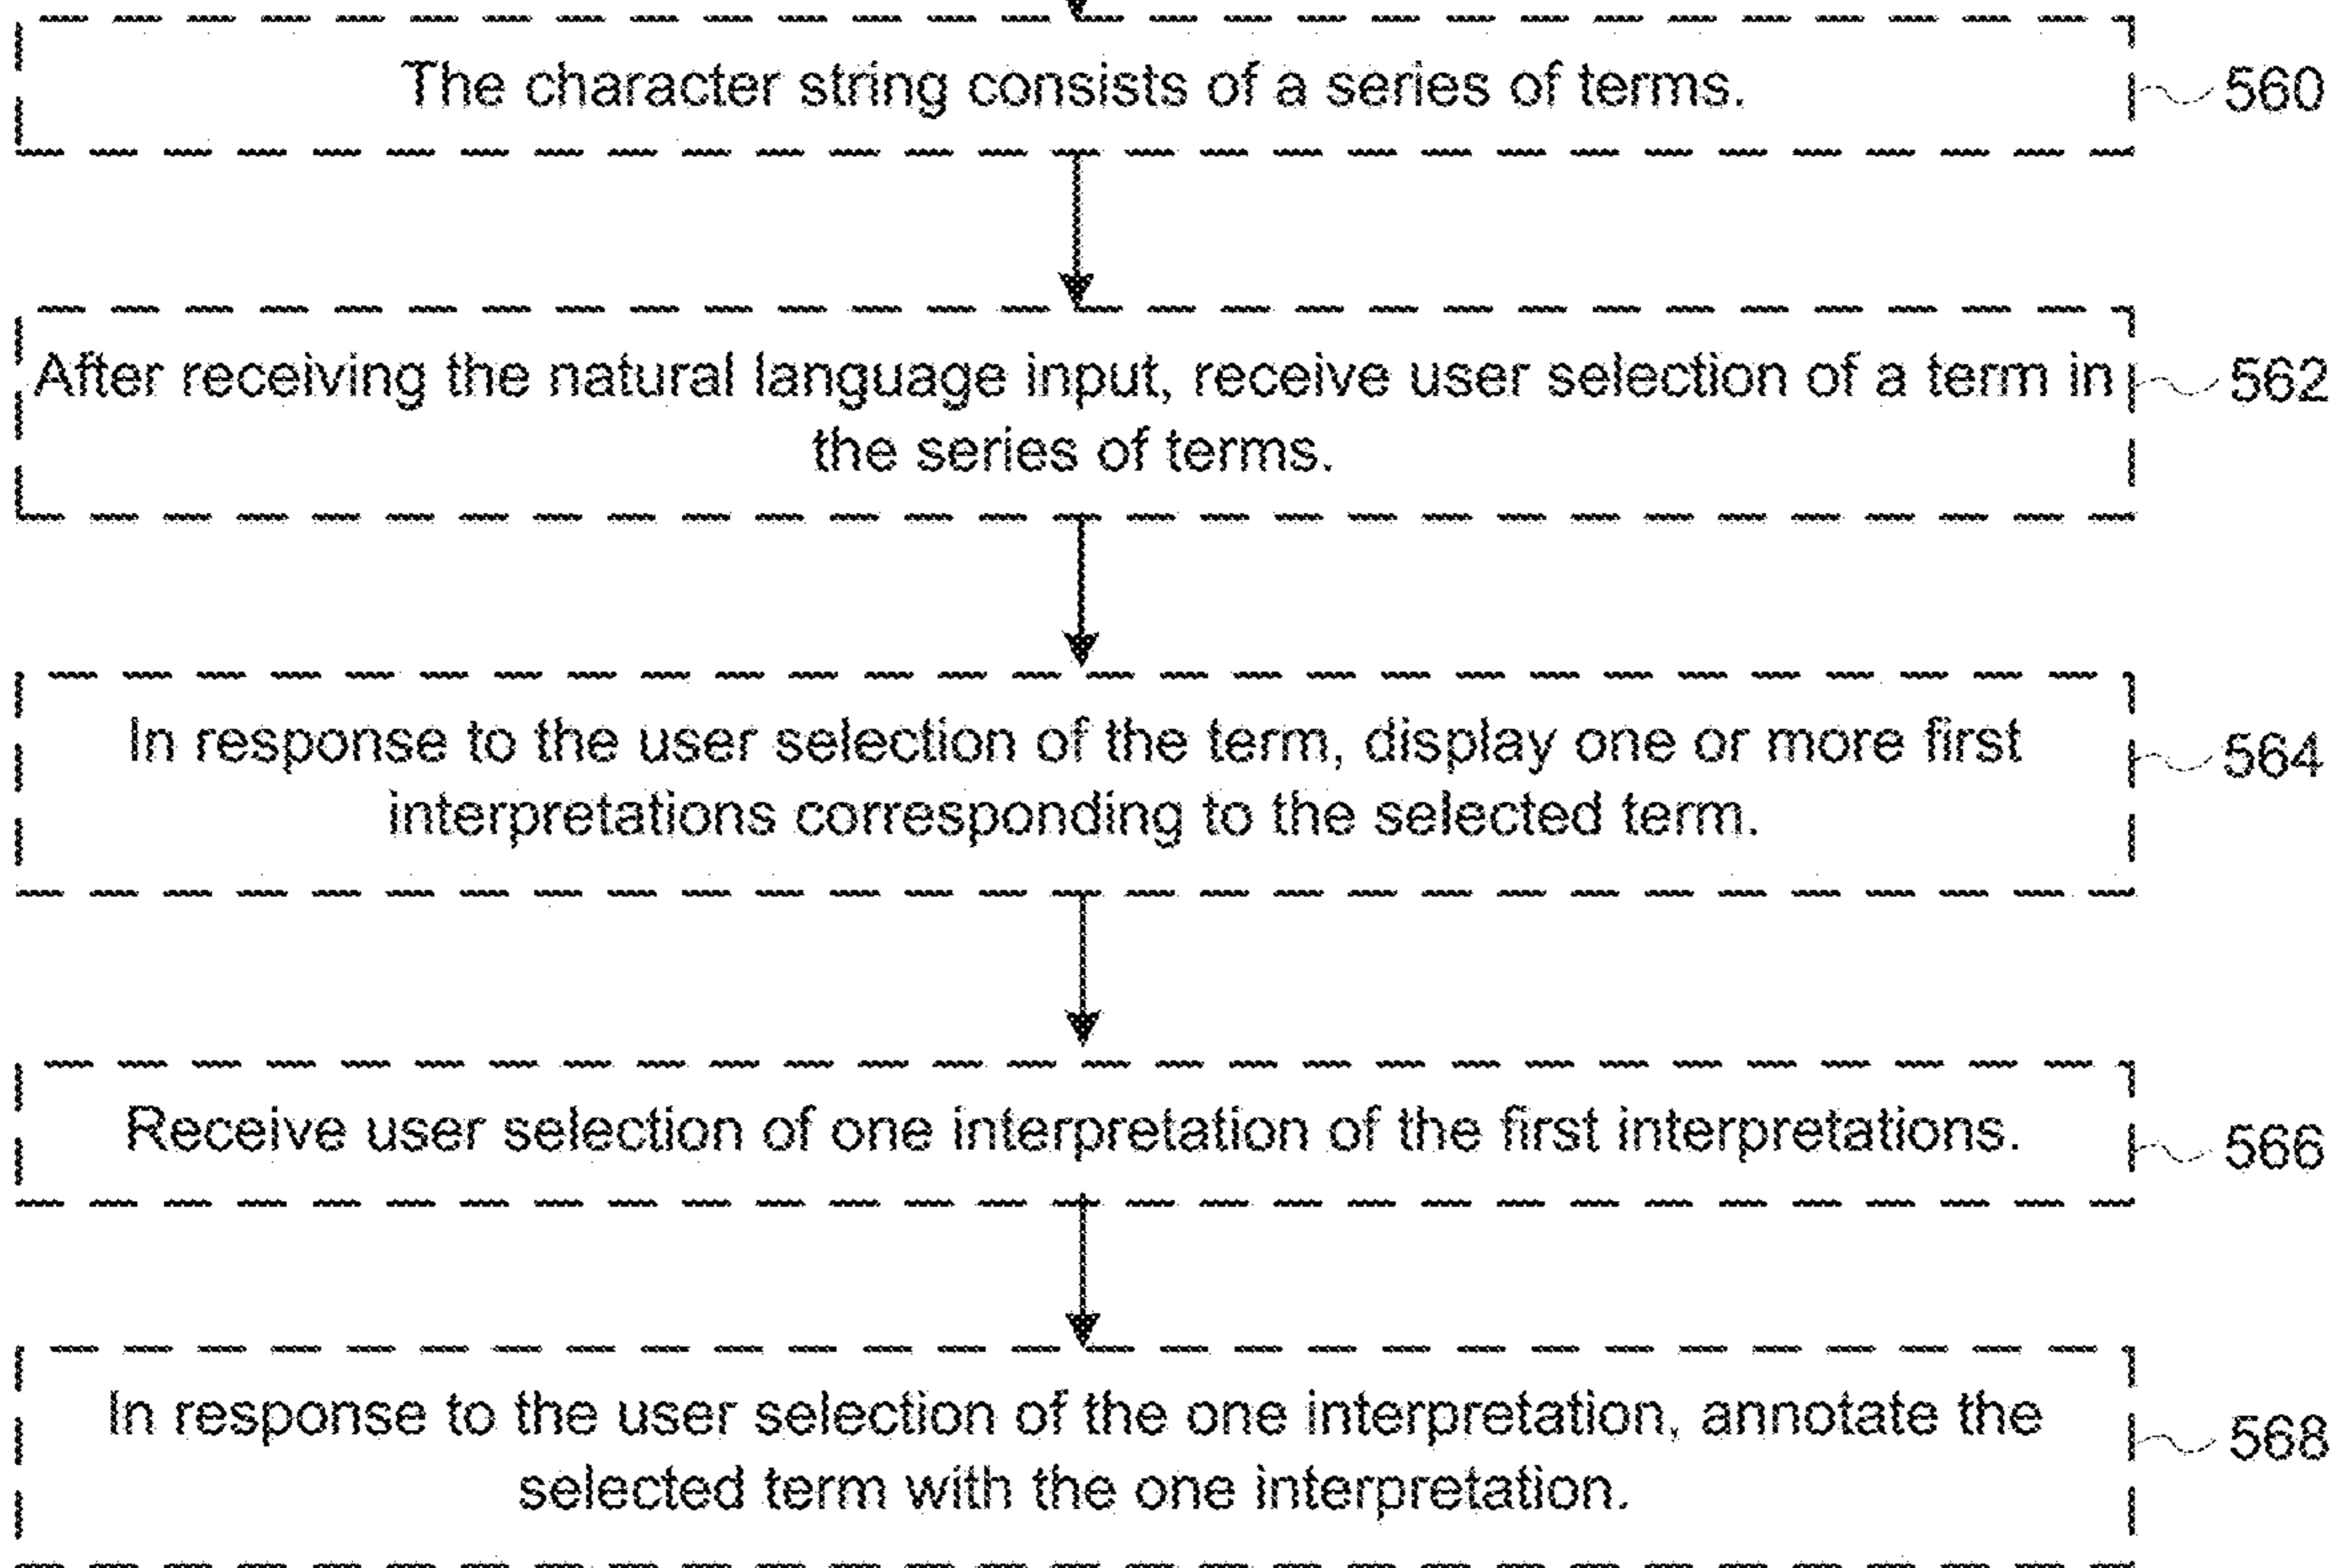 The character string consists of a series of terms.
560
After receiving the natural language input, receive user selection of a term in
the series of terms.
562
In response to the user selection of the term, display one or more first
interpretations corresponding to the selected term.
564
Receive user selection of one interpretation of the first interpretations.
566
In response to the user selection of the one interpretation, annotate the
selected term with the one interpretation.
568